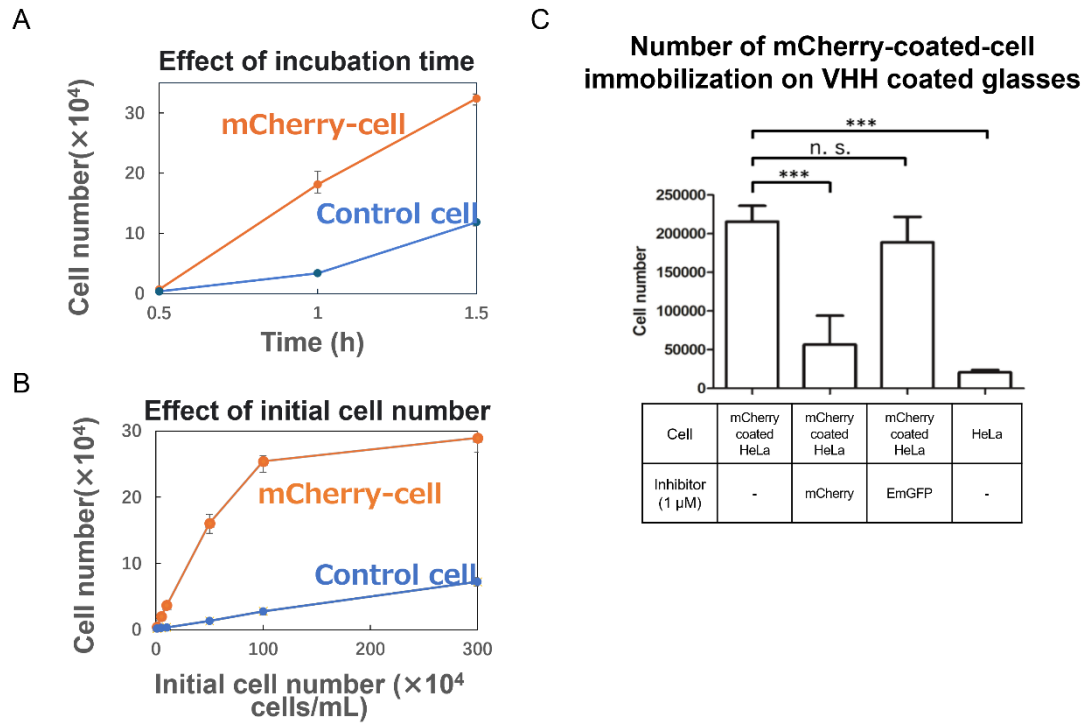 A
Effect of incubation time
Cell number(×10⁴)
30
20
10
0
mCherry-cell
Control cell
0.5
1
1.5
Time (h)
B
Effect of initial cell number
Cell number(×10⁴)
30
20
10
0
mCherry-cell
Control cell
0
100
200
300
Initial cell number (×10⁴
cells/mL)
C
Number of mCherry-coated-cell
immobilization on VHH coated glasses
***
n. s.
***
Cell number
250000
200000
150000
100000
50000
0
Cell
mCherry
coated
HeLa
mCherry
coated
HeLa
mCherry
coated
HeLa
HeLa
Inhibitor
(1 μM)
-
mCherry
EmGFP
-